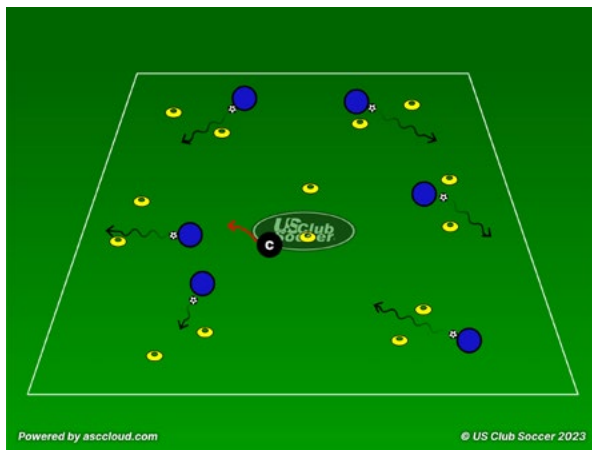 US Club
Soccer
C
Powered by asccloud.com
© US Club Soccer 2023